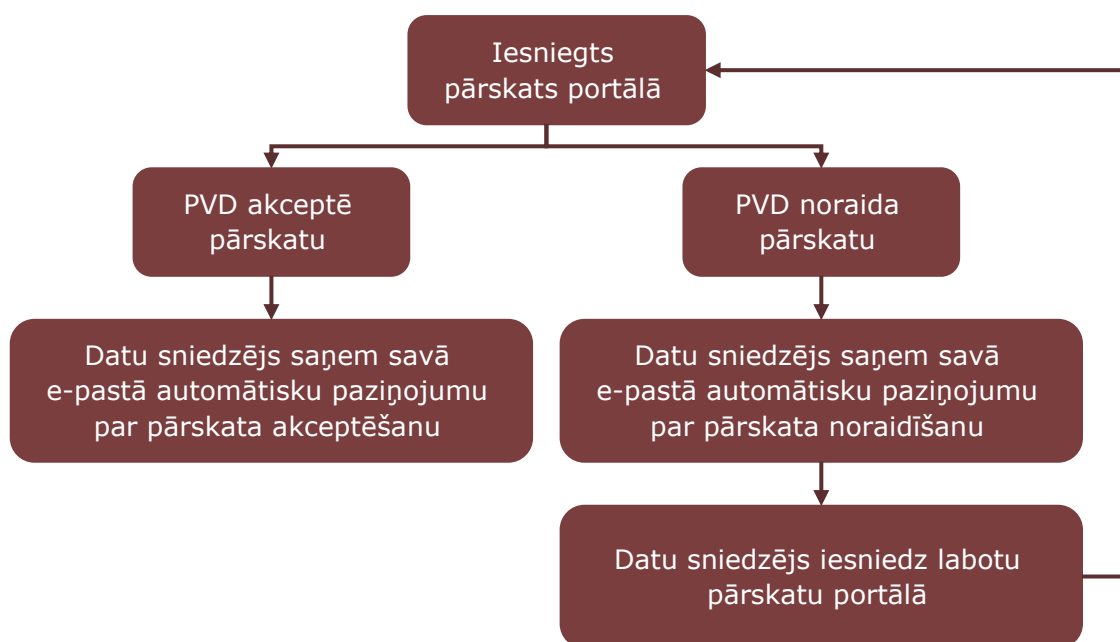 Iesniegts
pārskats portālā
PVD akceptē
pārskatu
PVD noraida
pārskatu
Datu sniedzējs saņem savā
e-pastā automātisku paziņojumu
par pārskata akceptēšanu
Datu sniedzējs saņem savā
e-pastā automātisku paziņojumu
par pārskata noraidīšanu
Datu sniedzējs iesniedz labotu
pārskatu portālā